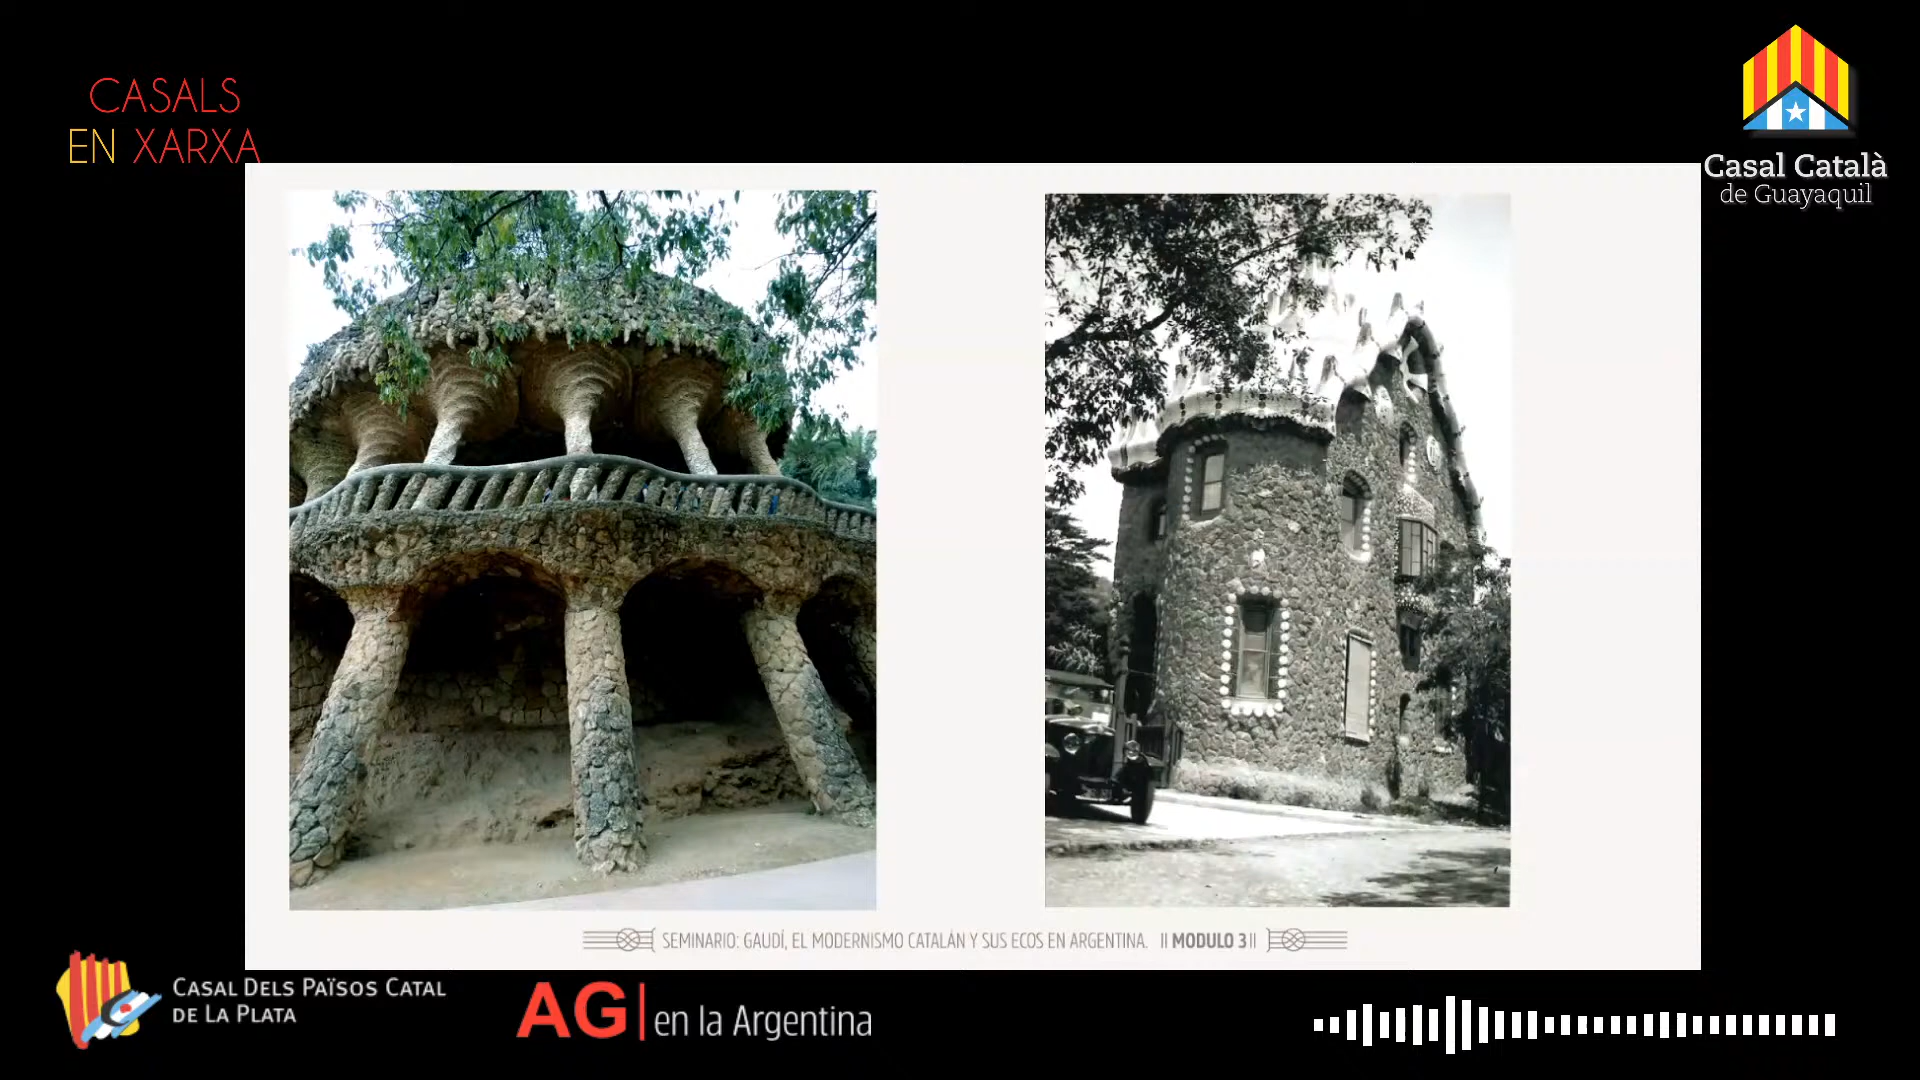 CASALS
EN XARXA
Casal Català
de Guayaquil
SEMINARIO: GAUDÍ, EL MODERNISMO CATALÁN Y SUS ECOS EN ARGENTINA. || MODULO 3 ||
CASAL DELS PAÏSOS CATAL
DE LA PLATA
AG | en la Argentina